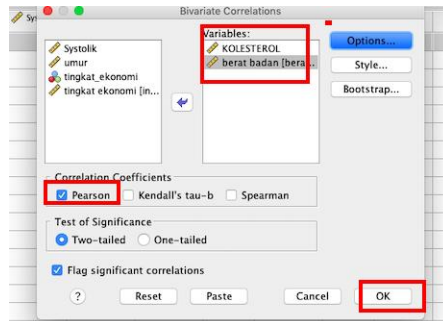 Sy
Bivariate Correlations
Variables:
Systolik
umur
tingkat_ekonomi
tingkat ekonomi [in...
KOLESTEROL
berat badan [bera...
Options...
Style...
Bootstrap...
Correlation Coefficients
Pearson Kendall's tau-b Spearman
Test of Significance
Two-tailed One-tailed
Flag significant correlations
? Reset Paste Cancel OK